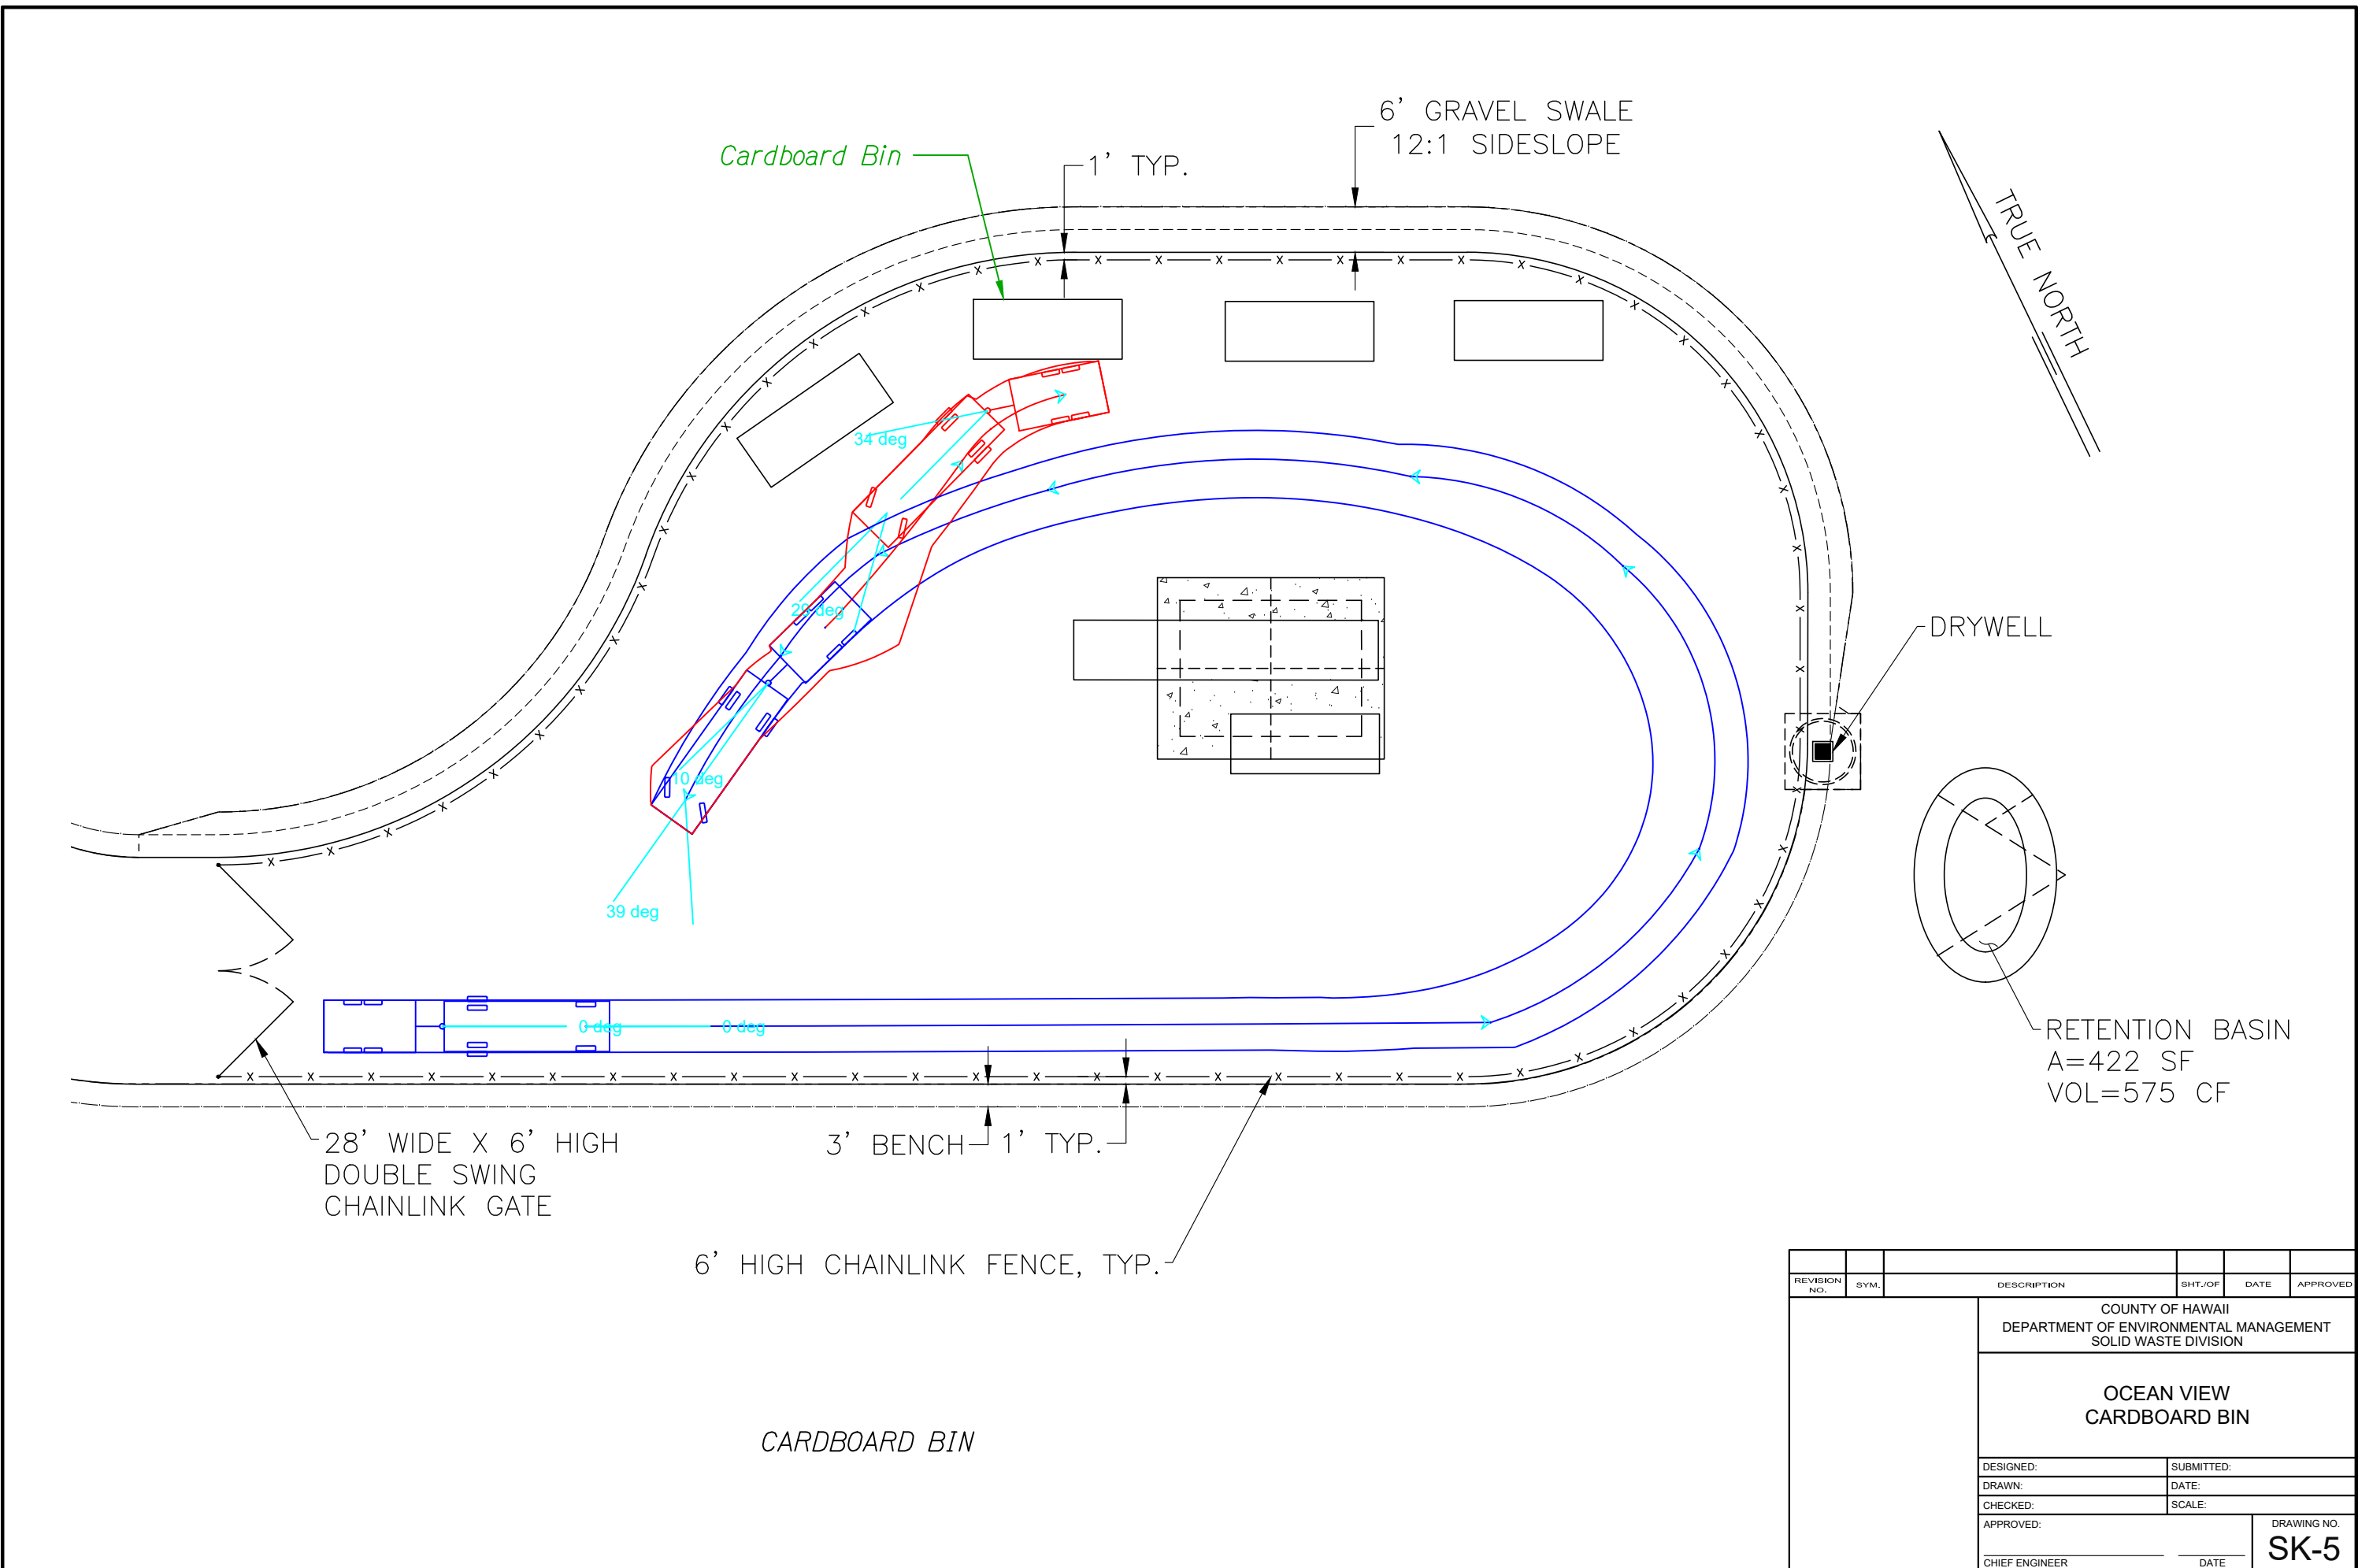 6' GRAVEL SWALE
12:1 SIDESLOPE
Cardboard Bin
1' TYP.
TRUE NORTH
34 deg
29 deg
DRYWELL
10 deg
39 deg
0 deg
0 deg
RETENTION BASIN
A=422 SF
VOL=575 CF
28' WIDE X 6' HIGH
DOUBLE SWING
CHAINLINK GATE
3' BENCH
1' TYP.
6' HIGH CHAINLINK FENCE, TYP.
CARDBOARD BIN
REVISION NO.
SYM.
DESCRIPTION
SHT./OF
DATE
APPROVED
COUNTY OF HAWAII
DEPARTMENT OF ENVIRONMENTAL MANAGEMENT
SOLID WASTE DIVISION
OCEAN VIEW
CARDBOARD BIN
DESIGNED:
SUBMITTED:
DRAWN:
DATE:
CHECKED:
SCALE:
APPROVED:
DRAWING NO.
SK-5
CHIEF ENGINEER
DATE